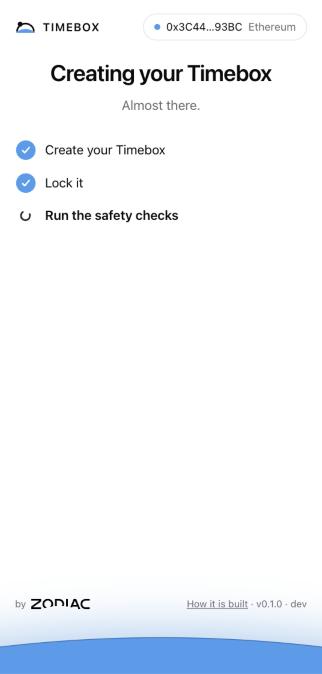 TIMEBOX
0x3C44...93BC Ethereum
Creating your Timebox
Almost there.
Create your Timebox
Lock it
Run the safety checks
by ZODIAC
How it is built · v0.1.0 · dev